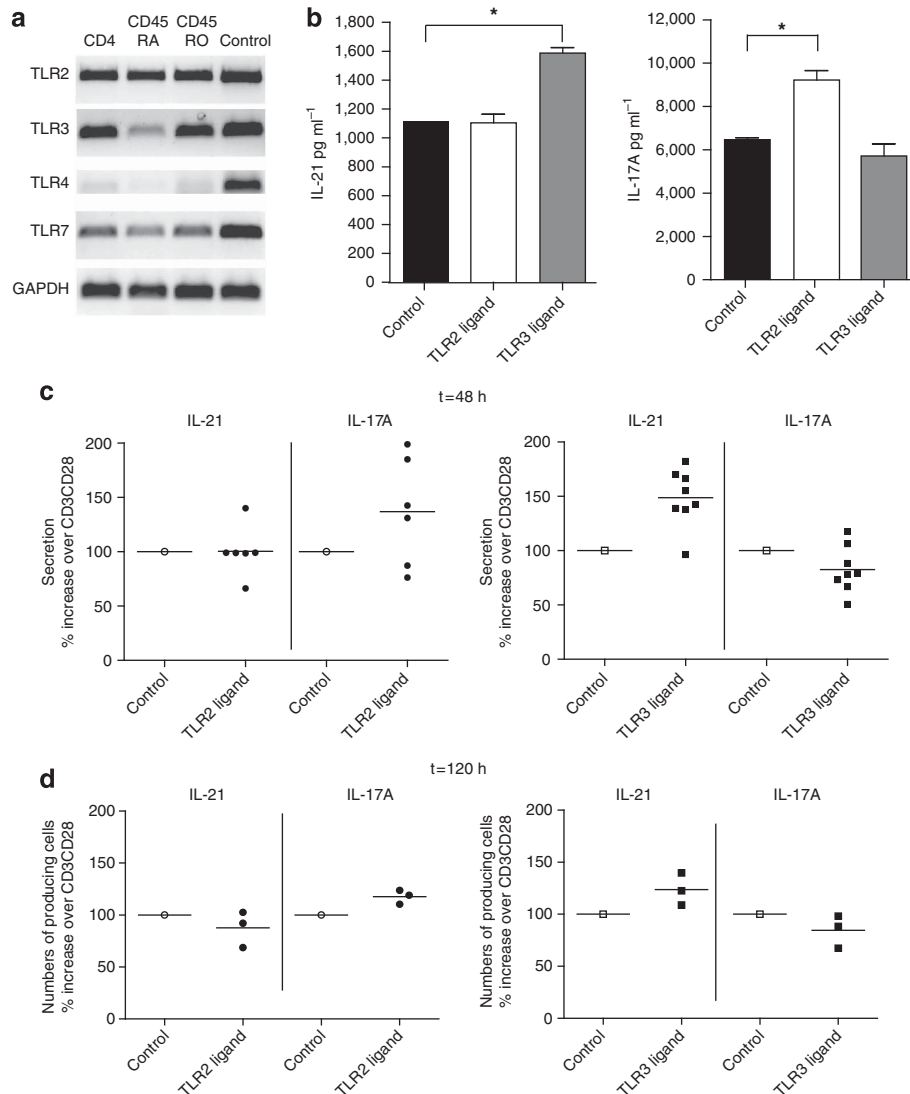 a
CD4 CD45 RA CD45 RO Control
TLR2
TLR3
TLR4
TLR7
GAPDH
b
IL-21 pg ml⁻¹
1,800
1,600
1,400
1,200
1,000
800
600
400
200
0
*
Control
TLR2 ligand
TLR3 ligand
IL-17A pg ml⁻¹
12,000
10,000
8,000
6,000
4,000
2,000
0
*
Control
TLR2 ligand
TLR3 ligand
c
t=48 h
IL-21 IL-17A
Secretion
% increase over CD3CD28
200
150
100
50
0
Control
TLR2 ligand
Control
TLR2 ligand
IL-21 IL-17A
Secretion
% increase over CD3CD28
200
150
100
50
0
Control
TLR3 ligand
Control
TLR3 ligand
d
t=120 h
IL-21 IL-17A
Numbers of producing cells
% increase over CD3CD28
200
150
100
50
0
Control
TLR2 ligand
Control
TLR2 ligand
IL-21 IL-17A
Numbers of producing cells
% increase over CD3CD28
200
150
100
50
0
Control
TLR3 ligand
Control
TLR3 ligand